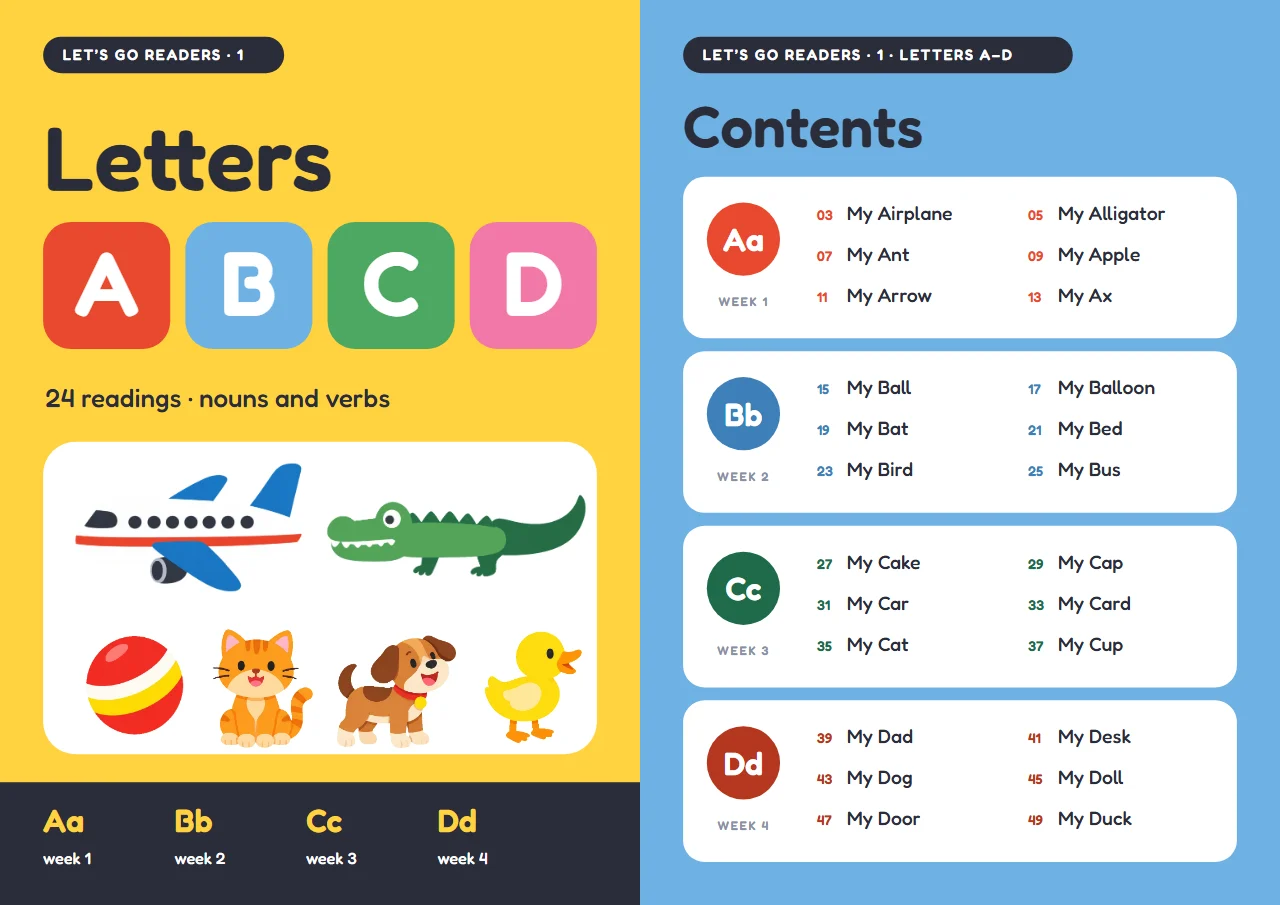 LET'S GO READERS · 1
Letters
A B C D
24 readings · nouns and verbs
Aa Bb Cc Dd
week 1 week 2 week 3 week 4
LET'S GO READERS · 1 · LETTERS A–D
Contents
Aa
WEEK 1
03 My Airplane 05 My Alligator
07 My Ant 09 My Apple
11 My Arrow 13 My Ax
Bb
WEEK 2
15 My Ball 17 My Balloon
19 My Bat 21 My Bed
23 My Bird 25 My Bus
Cc
WEEK 3
27 My Cake 29 My Cap
31 My Car 33 My Card
35 My Cat 37 My Cup
Dd
WEEK 4
39 My Dad 41 My Desk
43 My Dog 45 My Doll
47 My Door 49 My Duck